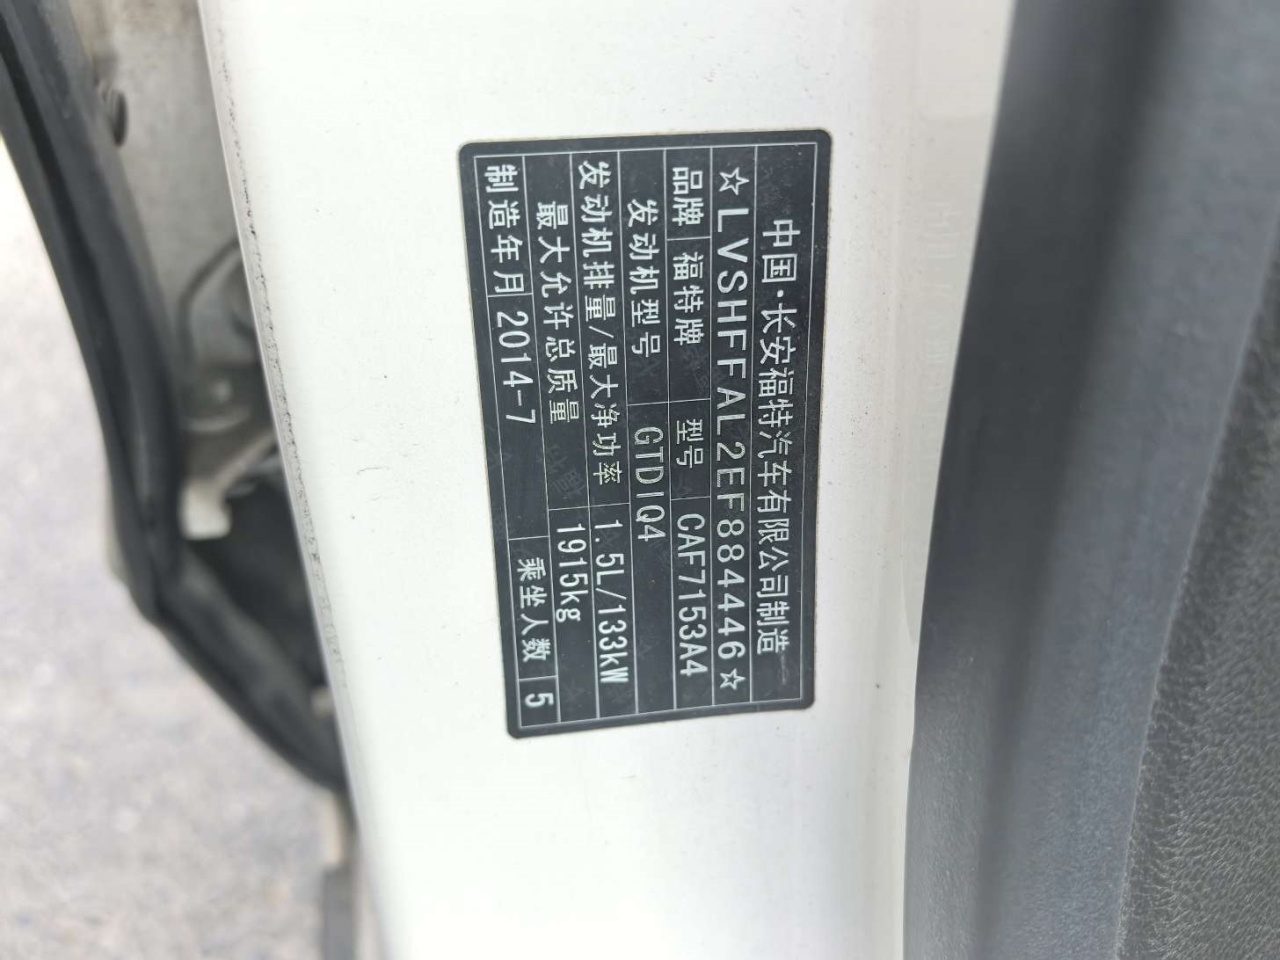 中国·长安福特汽车有限公司制造
☆LVSHFFAL2EF884446☆
品牌 福特牌 型号 CAF7153A4
发动机型号 GTDIQ4
发动机排量/最大净功率 1.5L/133kW
最大允许总质量 1915kg
制造年月 2014-7 乘坐人数 5